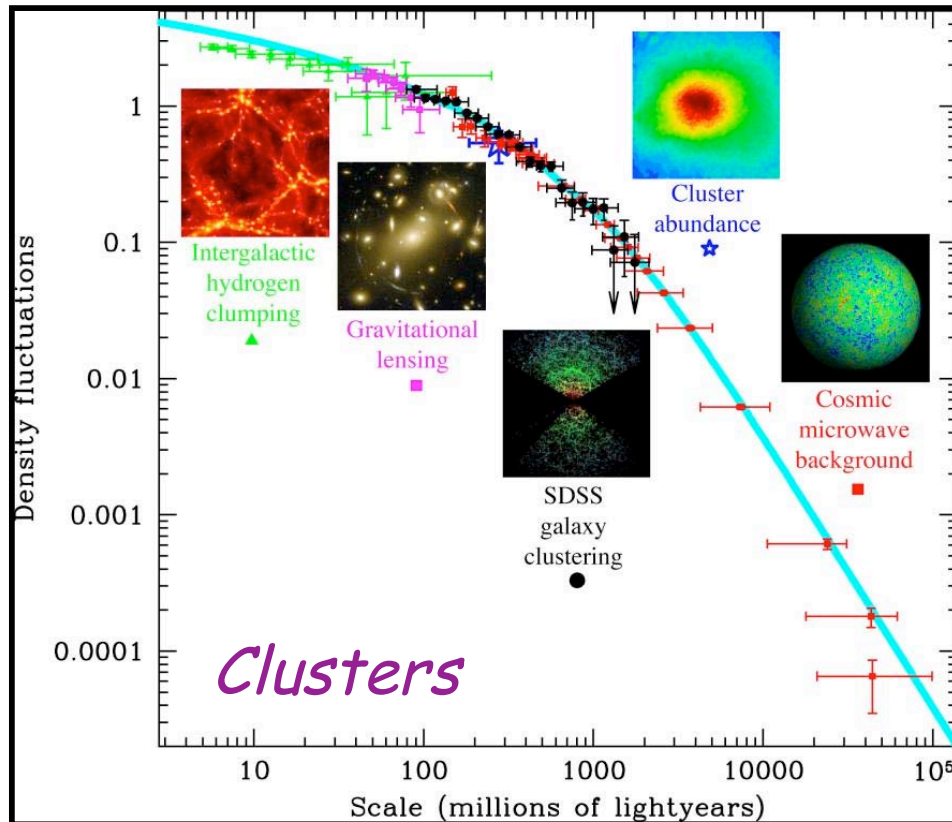 Density fluctuations
1
0.1
0.01
0.001
0.0001
Intergalactic
hydrogen
clumping
Gravitational
lensing
SDSS
galaxy
clustering
Cluster
abundance
Cosmic
microwave
background
Clusters
10
100
1000
10000
10⁵
Scale (millions of lightyears)